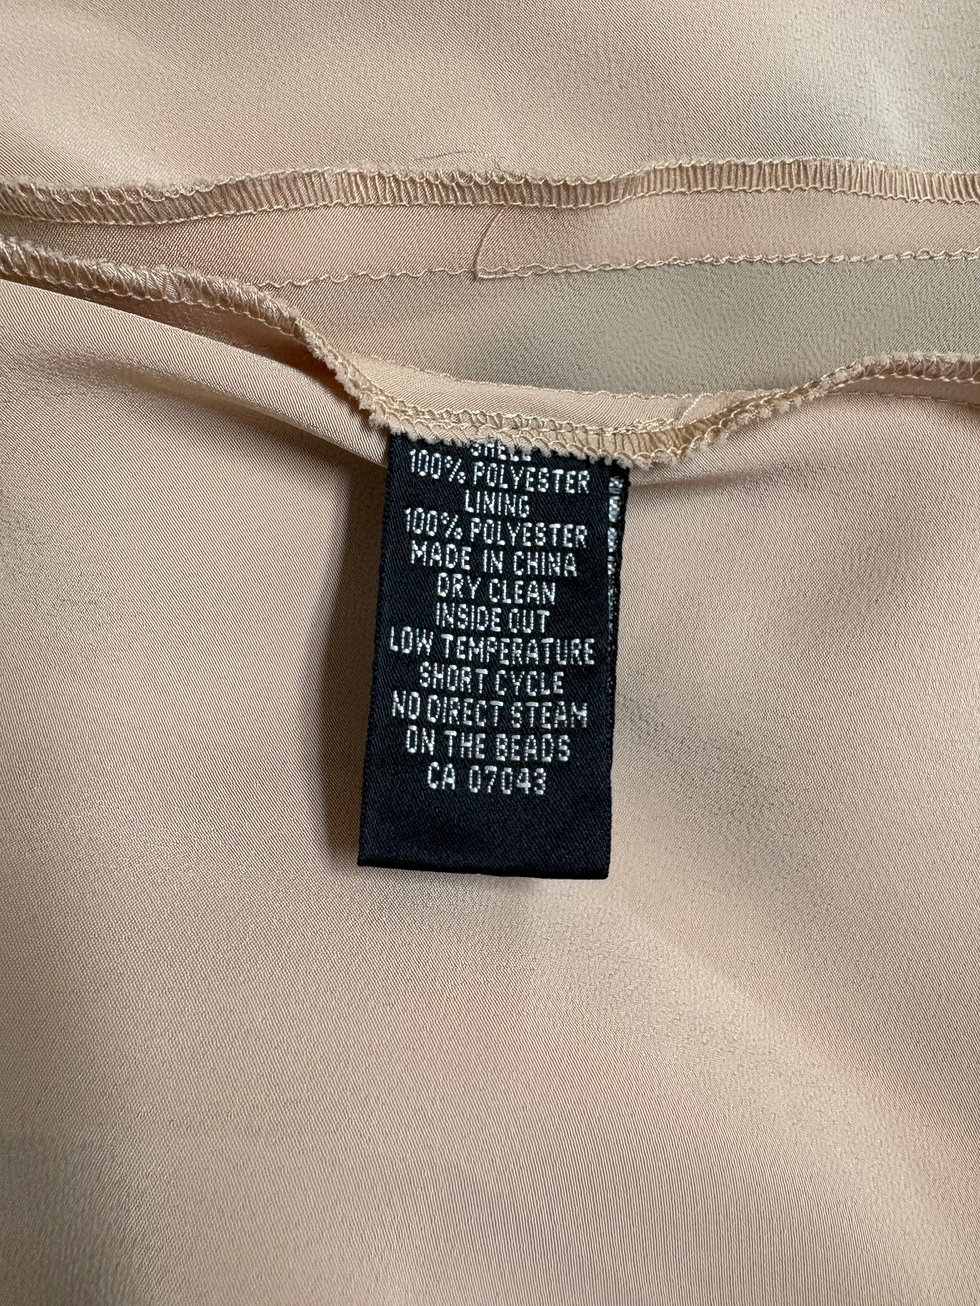 SHELL
100% POLYESTER
LINING
100% POLYESTER
MADE IN CHINA
DRY CLEAN
INSIDE OUT
LOW TEMPERATURE
SHORT CYCLE
NO DIRECT STEAM
ON THE BEADS
CA 07043